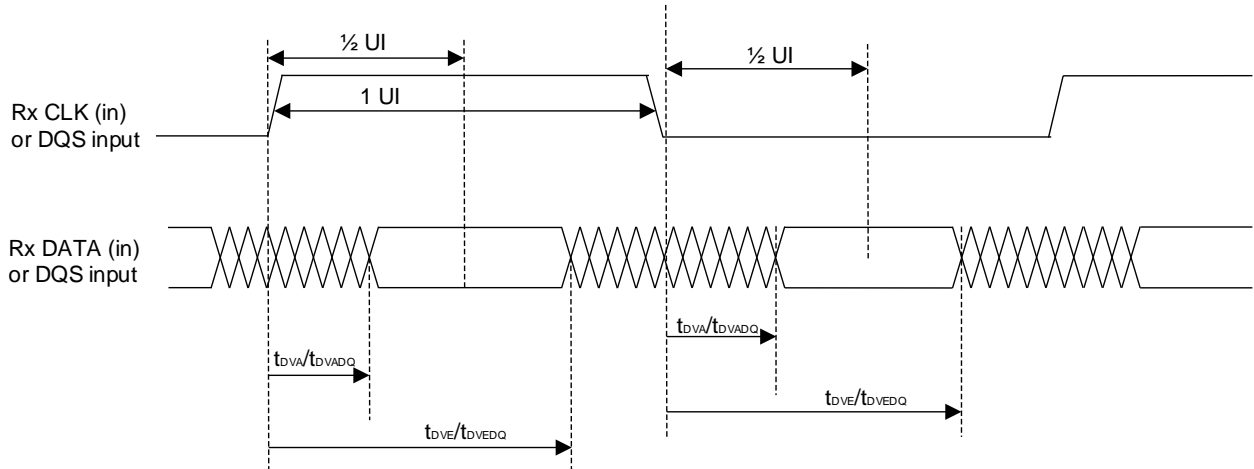 ½ UI
½ UI
1 UI
Rx CLK (in)
or DQS input
Rx DATA (in)
or DQS input
tDVA/tDVADQ
tDVA/tDVADQ
tDVE/tDVEDQ
tDVE/tDVEDQ